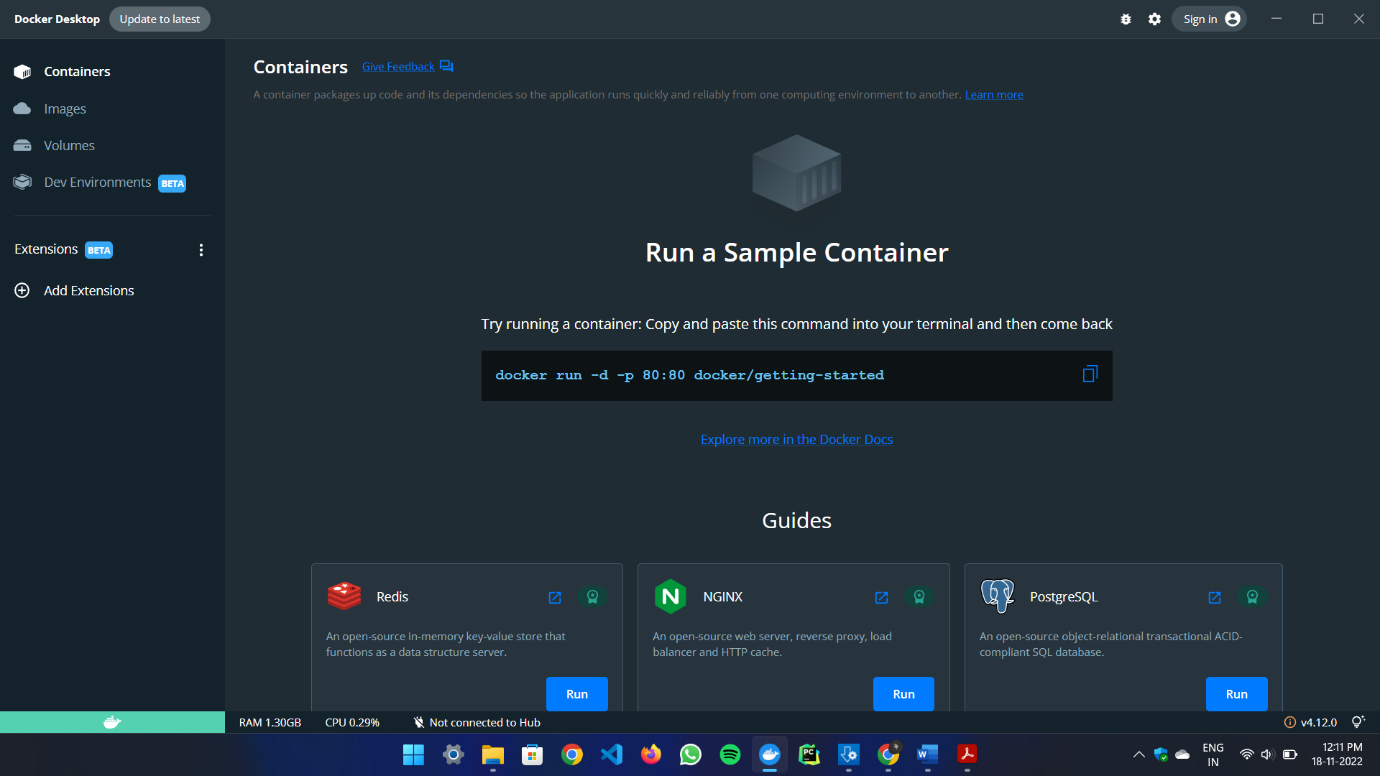 Docker Desktop Update to latest
Sign in
Containers
Images
Volumes
Dev Environments BETA
Extensions BETA
Add Extensions
Containers Give Feedback
A container packages up code and its dependencies so the application runs quickly and reliably from one computing environment to another. Learn more
Run a Sample Container
Try running a container: Copy and paste this command into your terminal and then come back
docker run -d -p 80:80 docker/getting-started
Explore more in the Docker Docs
Guides
Redis
An open-source in-memory key-value store that
functions as a data structure server.
Run
N
NGINX
An open-source web server, reverse proxy, load
balancer and HTTP cache.
Run
PostgreSQL
An open-source object-relational transactional ACID-
compliant SQL database.
Run
RAM 1.30GB CPU 0.29% Not connected to Hub
v4.12.0
PC
W
ENG
IN
12:11 PM
18-11-2022